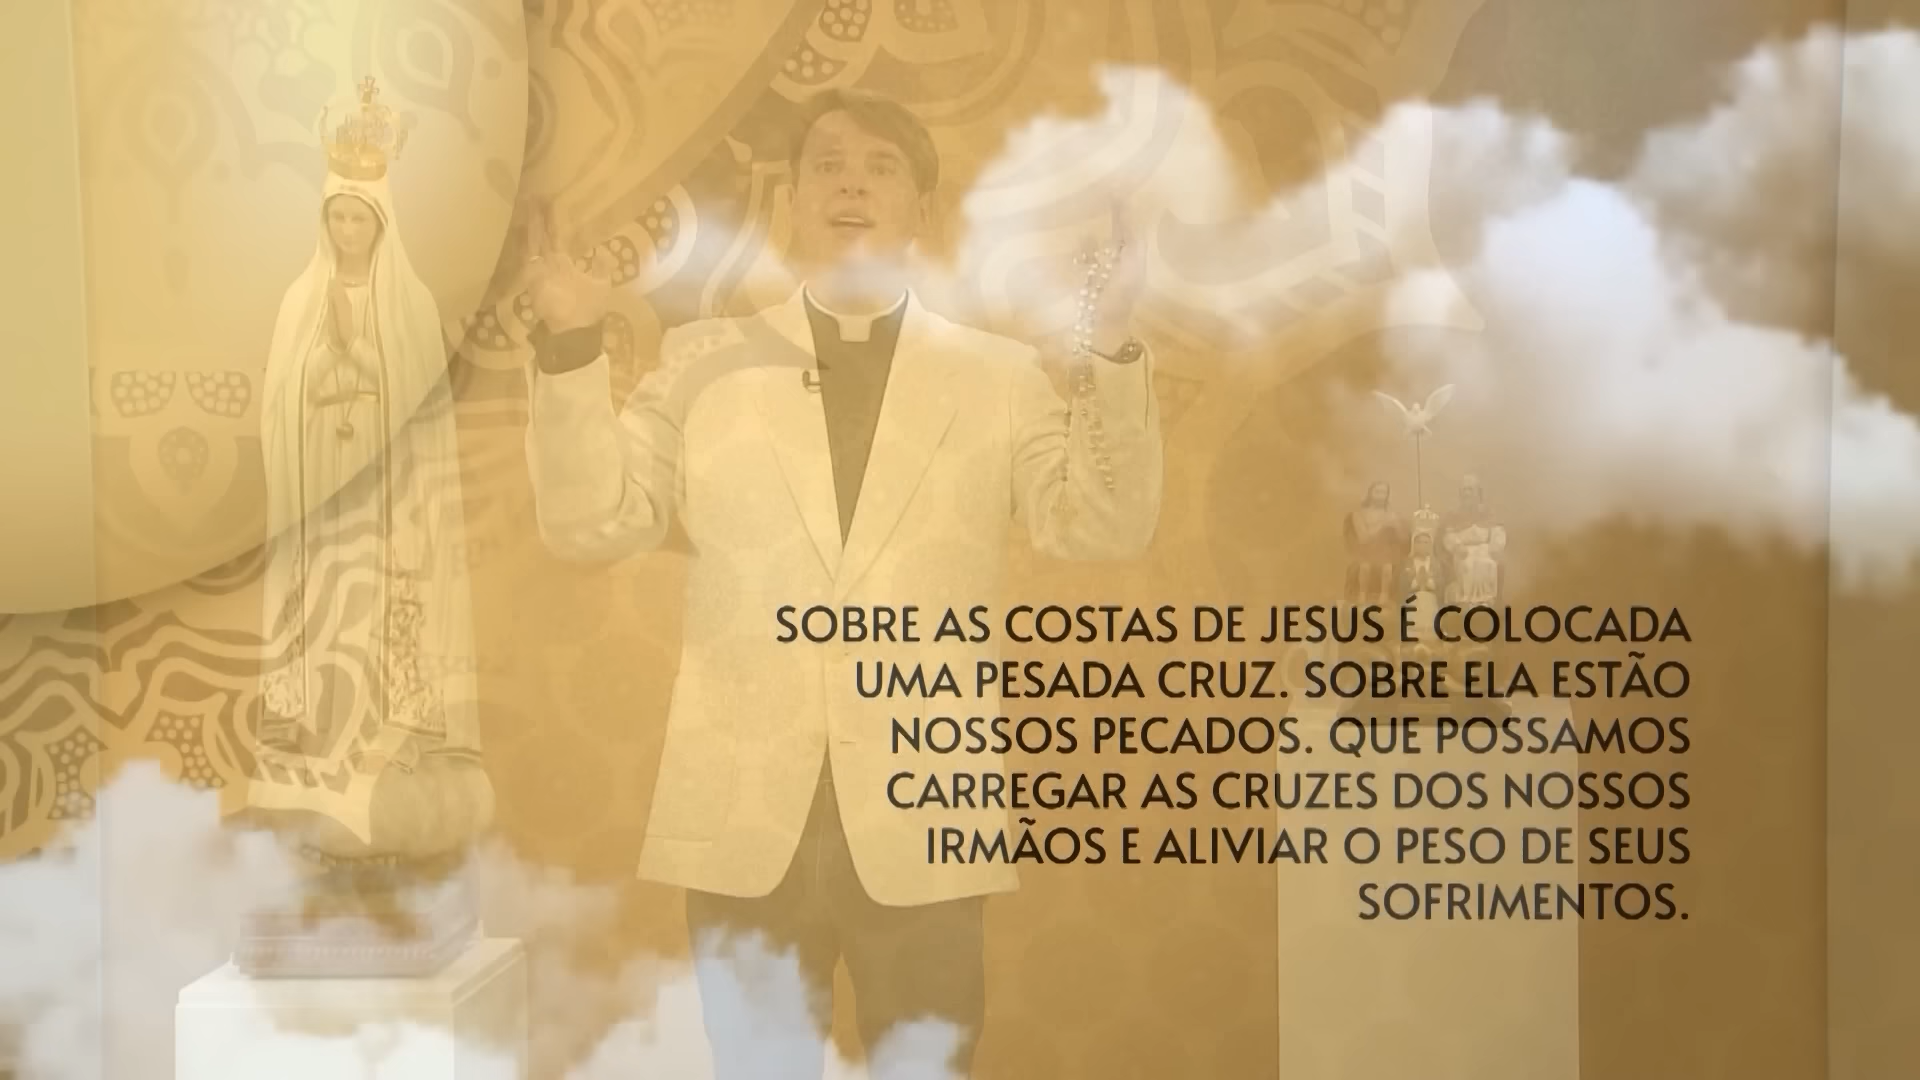 SOBRE AS COSTAS DE JESUS É COLOCADA
UMA PESADA CRUZ. SOBRE ELA ESTÃO
NOSSOS PECADOS. QUE POSSAMOS
CARREGAR AS CRUZES DOS NOSSOS
IRMÃOS E ALIVIAR O PESO DE SEUS
SOFRIMENTOS.